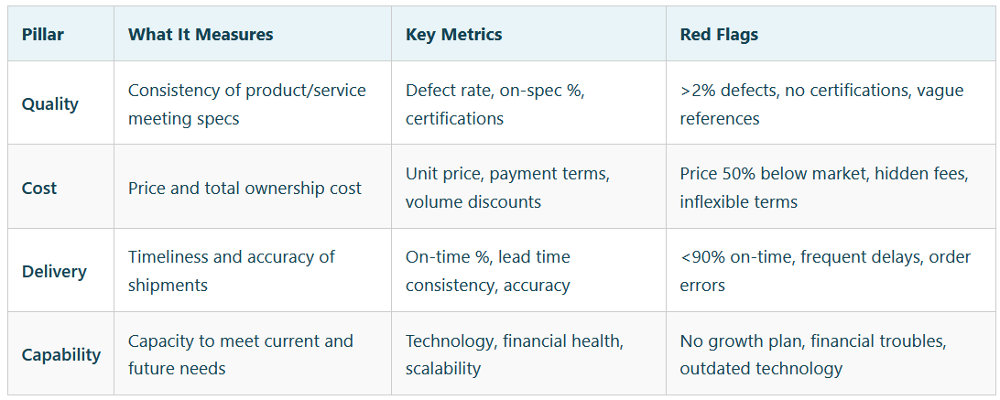 Pillar What It Measures Key Metrics Red Flags
Quality
Consistency of product/service
meeting specs
Defect rate, on-spec %,
certifications
>2% defects, no certifications, vague
references
Cost
Price and total ownership cost
Unit price, payment terms,
volume discounts
Price 50% below market, hidden fees,
inflexible terms
Delivery
Timeliness and accuracy of
shipments
On-time %, lead time
consistency, accuracy
<90% on-time, frequent delays, order
errors
Capability
Capacity to meet current and
future needs
Technology, financial health,
scalability
No growth plan, financial troubles,
outdated technology